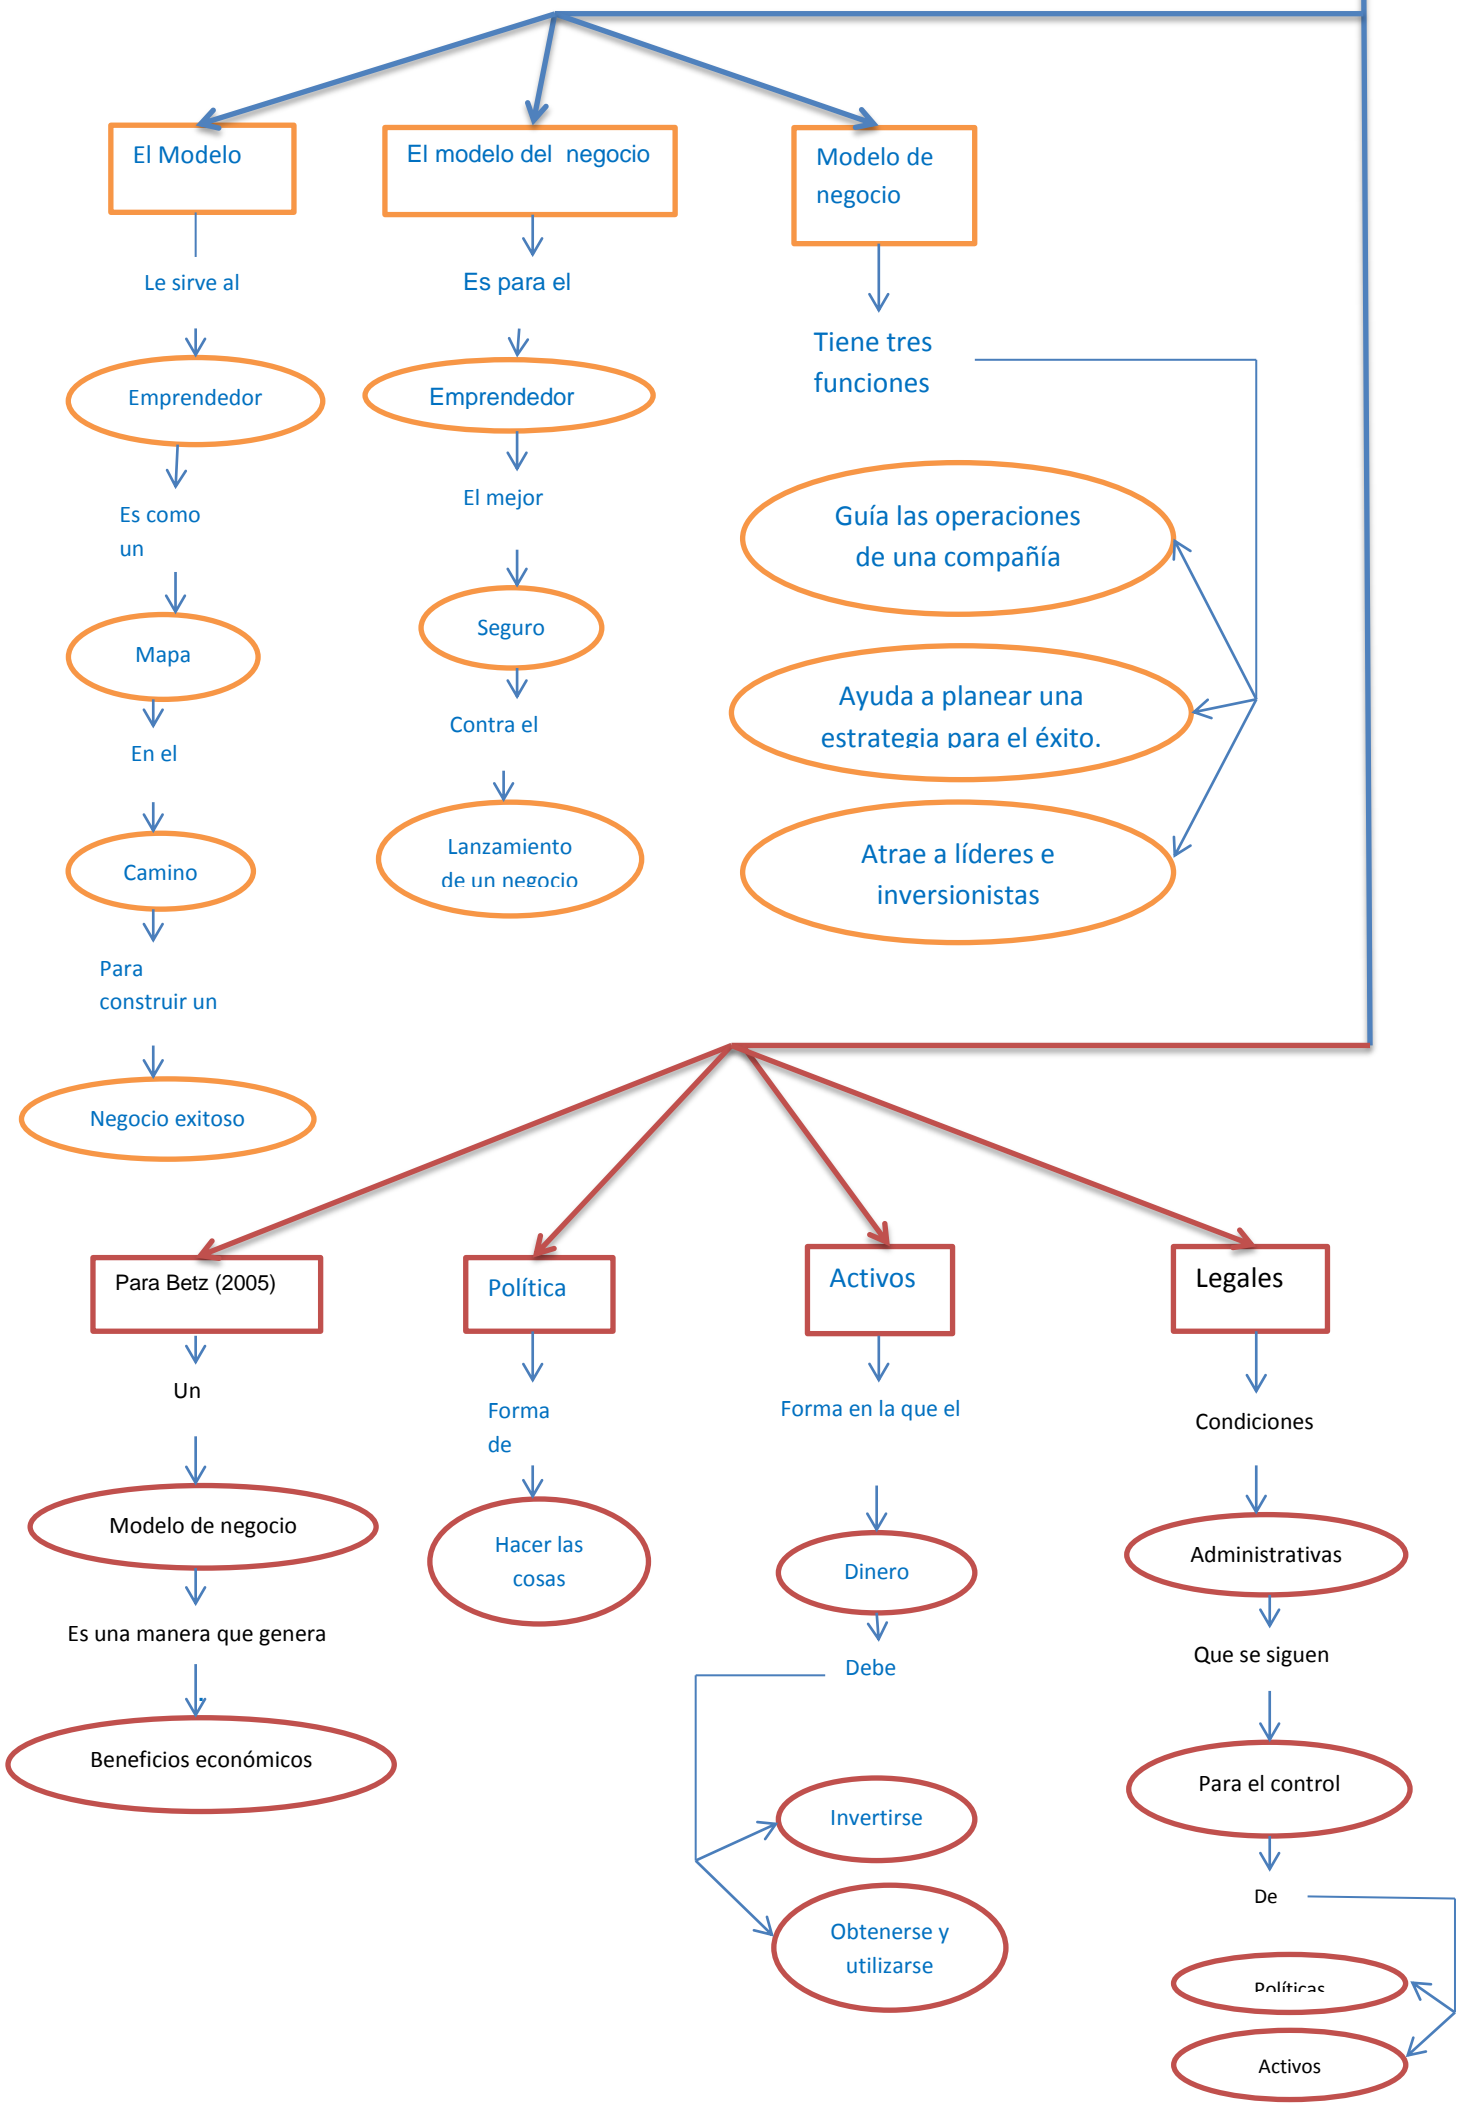 El Modelo
Le sirve al
Emprendedor
Es como
un
Mapa
En el
Camino
Para
construir un
Negocio exitoso
El modelo del  negocio
Es para el
Emprendedor
El mejor
Seguro
Contra el
Lanzamiento
de un negocio
Modelo de
negocio
Tiene tres
funciones
Guía las operaciones
de una compañía
Ayuda a planear una
estrategia para el éxito.
Atrae a líderes e
inversionistas
Para Betz (2005)
Un
Modelo de negocio
Es una manera que genera
.
Beneficios económicos
Política
Forma
de
Hacer las
cosas
Activos
Forma en la que el
Dinero
Debe
Invertirse
Obtenerse y
utilizarse
Legales
Condiciones
Administrativas
Que se siguen
Para el control
De
Políticas
Activos